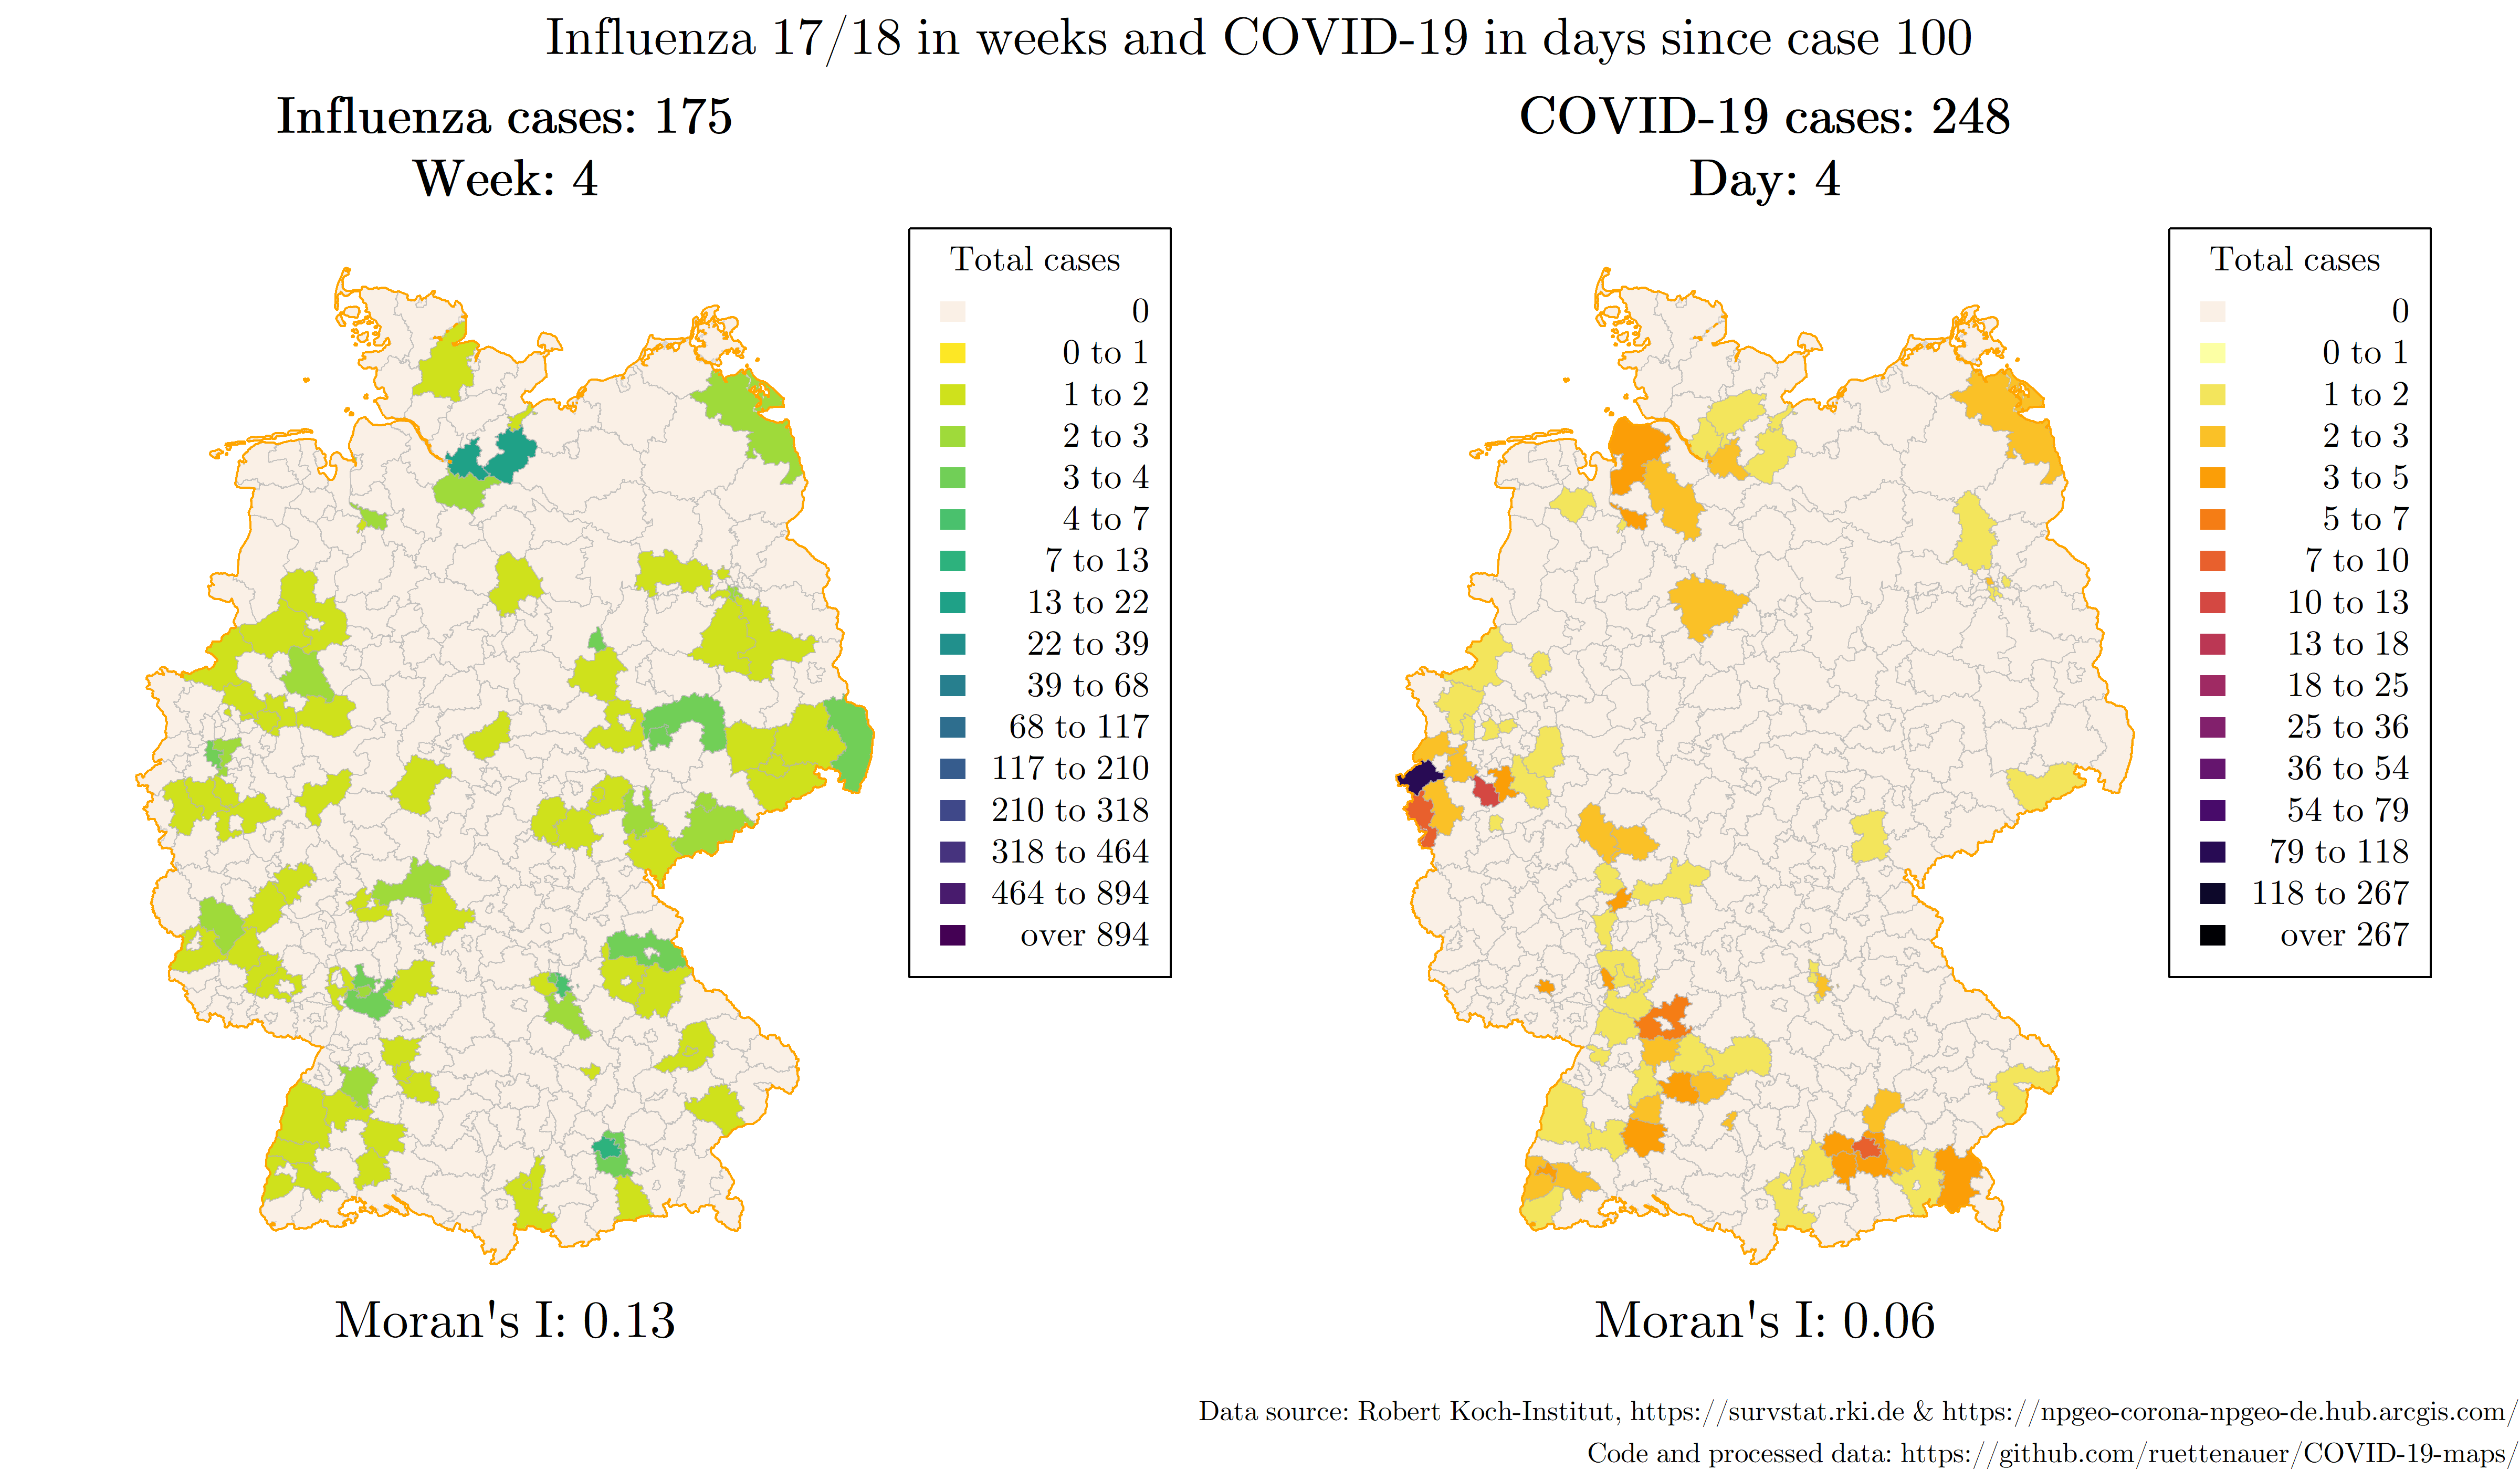 Influenza 17/18 in weeks and COVID-19 in days since case 100
Influenza cases: 175
Week: 4
Total cases
0
0 to 1
1 to 2
2 to 3
3 to 4
4 to 7
7 to 13
13 to 22
22 to 39
39 to 68
68 to 117
117 to 210
210 to 318
318 to 464
464 to 894
over 894
Moran's I: 0.13
COVID-19 cases: 248
Day: 4
Total cases
0
0 to 1
1 to 2
2 to 3
3 to 5
5 to 7
7 to 10
10 to 13
13 to 18
18 to 25
25 to 36
36 to 54
54 to 79
79 to 118
118 to 267
over 267
Moran's I: 0.06
Data source: Robert Koch-Institut, https://survstat.rki.de & https://npgeo-corona-npgeo-de.hub.arcgis.com/
Code and processed data: https://github.com/ruettenauer/COVID-19-maps/